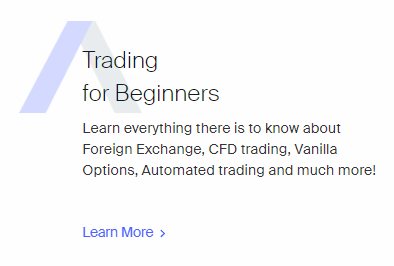 Trading
for Beginners
Learn everything there is to know about
Foreign Exchange, CFD trading, Vanilla
Options, Automated trading and much more!
Learn More >